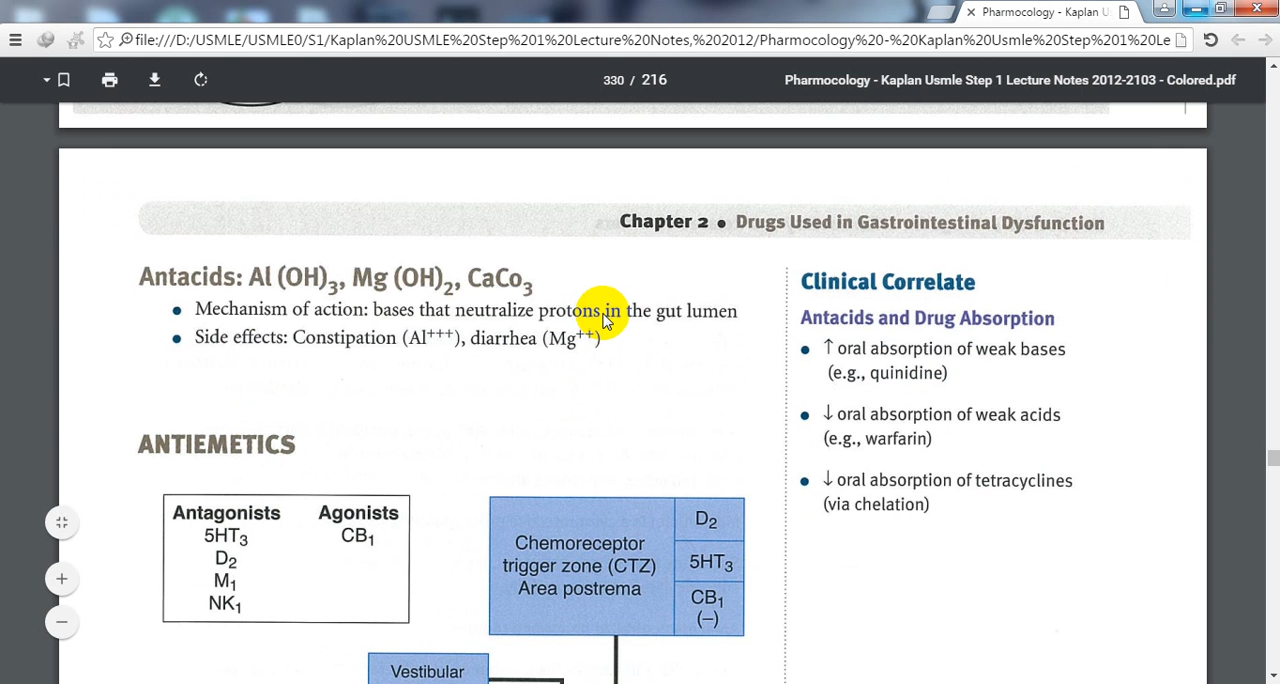 Pharmocology - Kaplan U
file:///D:/USMLE/USMLE0/S1/Kaplan%20USMLE%20Step%201%20Lecture%20Notes,%202012/Pharmocology%20-%20Kaplan%20Usmle%20Step%201%20Le
330 / 216
Pharmocology - Kaplan Usmle Step 1 Lecture Notes 2012-2103 - Colored.pdf
Chapter 2 • Drugs Used in Gastrointestinal Dysfunction
Antacids: Al (OH)₃, Mg (OH)₂, CaCo₃
• Mechanism of action: bases that neutralize protons in the gut lumen
• Side effects: Constipation (Al⁺⁺⁺), diarrhea (Mg⁺⁺)
ANTIEMETICS
Antagonists Agonists
5HT₃ CB₁
D₂
M₁
NK₁
Chemoreceptor
trigger zone (CTZ)
Area postrema
D₂
5HT₃
CB₁
(–)
Vestibular
Clinical Correlate
Antacids and Drug Absorption
• ↑ oral absorption of weak bases
(e.g., quinidine)
• ↓ oral absorption of weak acids
(e.g., warfarin)
• ↓ oral absorption of tetracyclines
(via chelation)